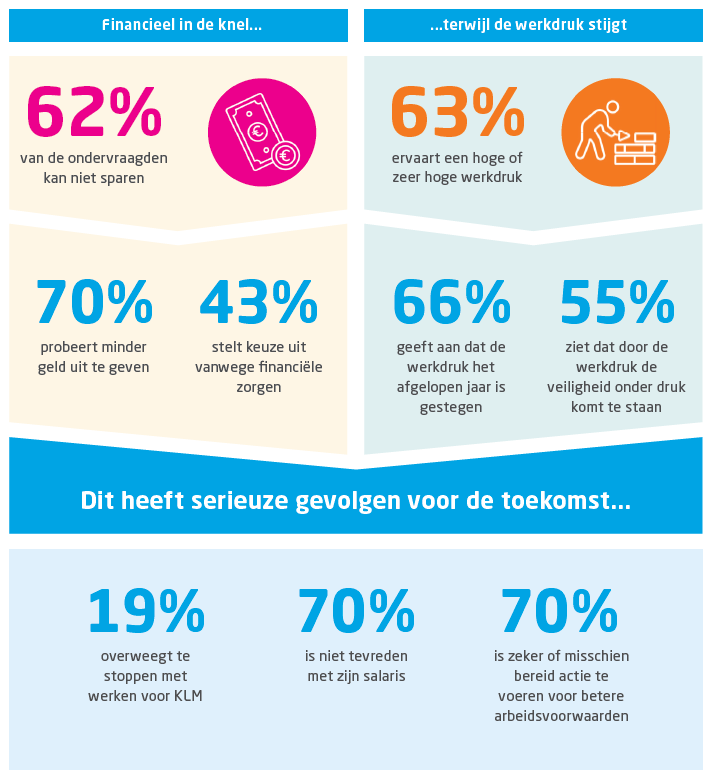 Financieel in de knel...
...terwijl de werkdruk stijgt
62%
van de ondervraagden
kan niet sparen
€
€
63%
ervaart een hoge of
zeer hoge werkdruk
70%
probeert minder
geld uit te geven
43%
stelt keuze uit
vanwege financiële
zorgen
66%
geeft aan dat de
werkdruk het
afgelopen jaar is
gestegen
55%
ziet dat door de
werkdruk de
veiligheid onder druk
komt te staan
Dit heeft serieuze gevolgen voor de toekomst...
19%
overweegt te
stoppen met
werken voor KLM
70%
is niet tevreden
met zijn salaris
70%
is zeker of misschien
bereid actie te
voeren voor betere
arbeidsvoorwaarden